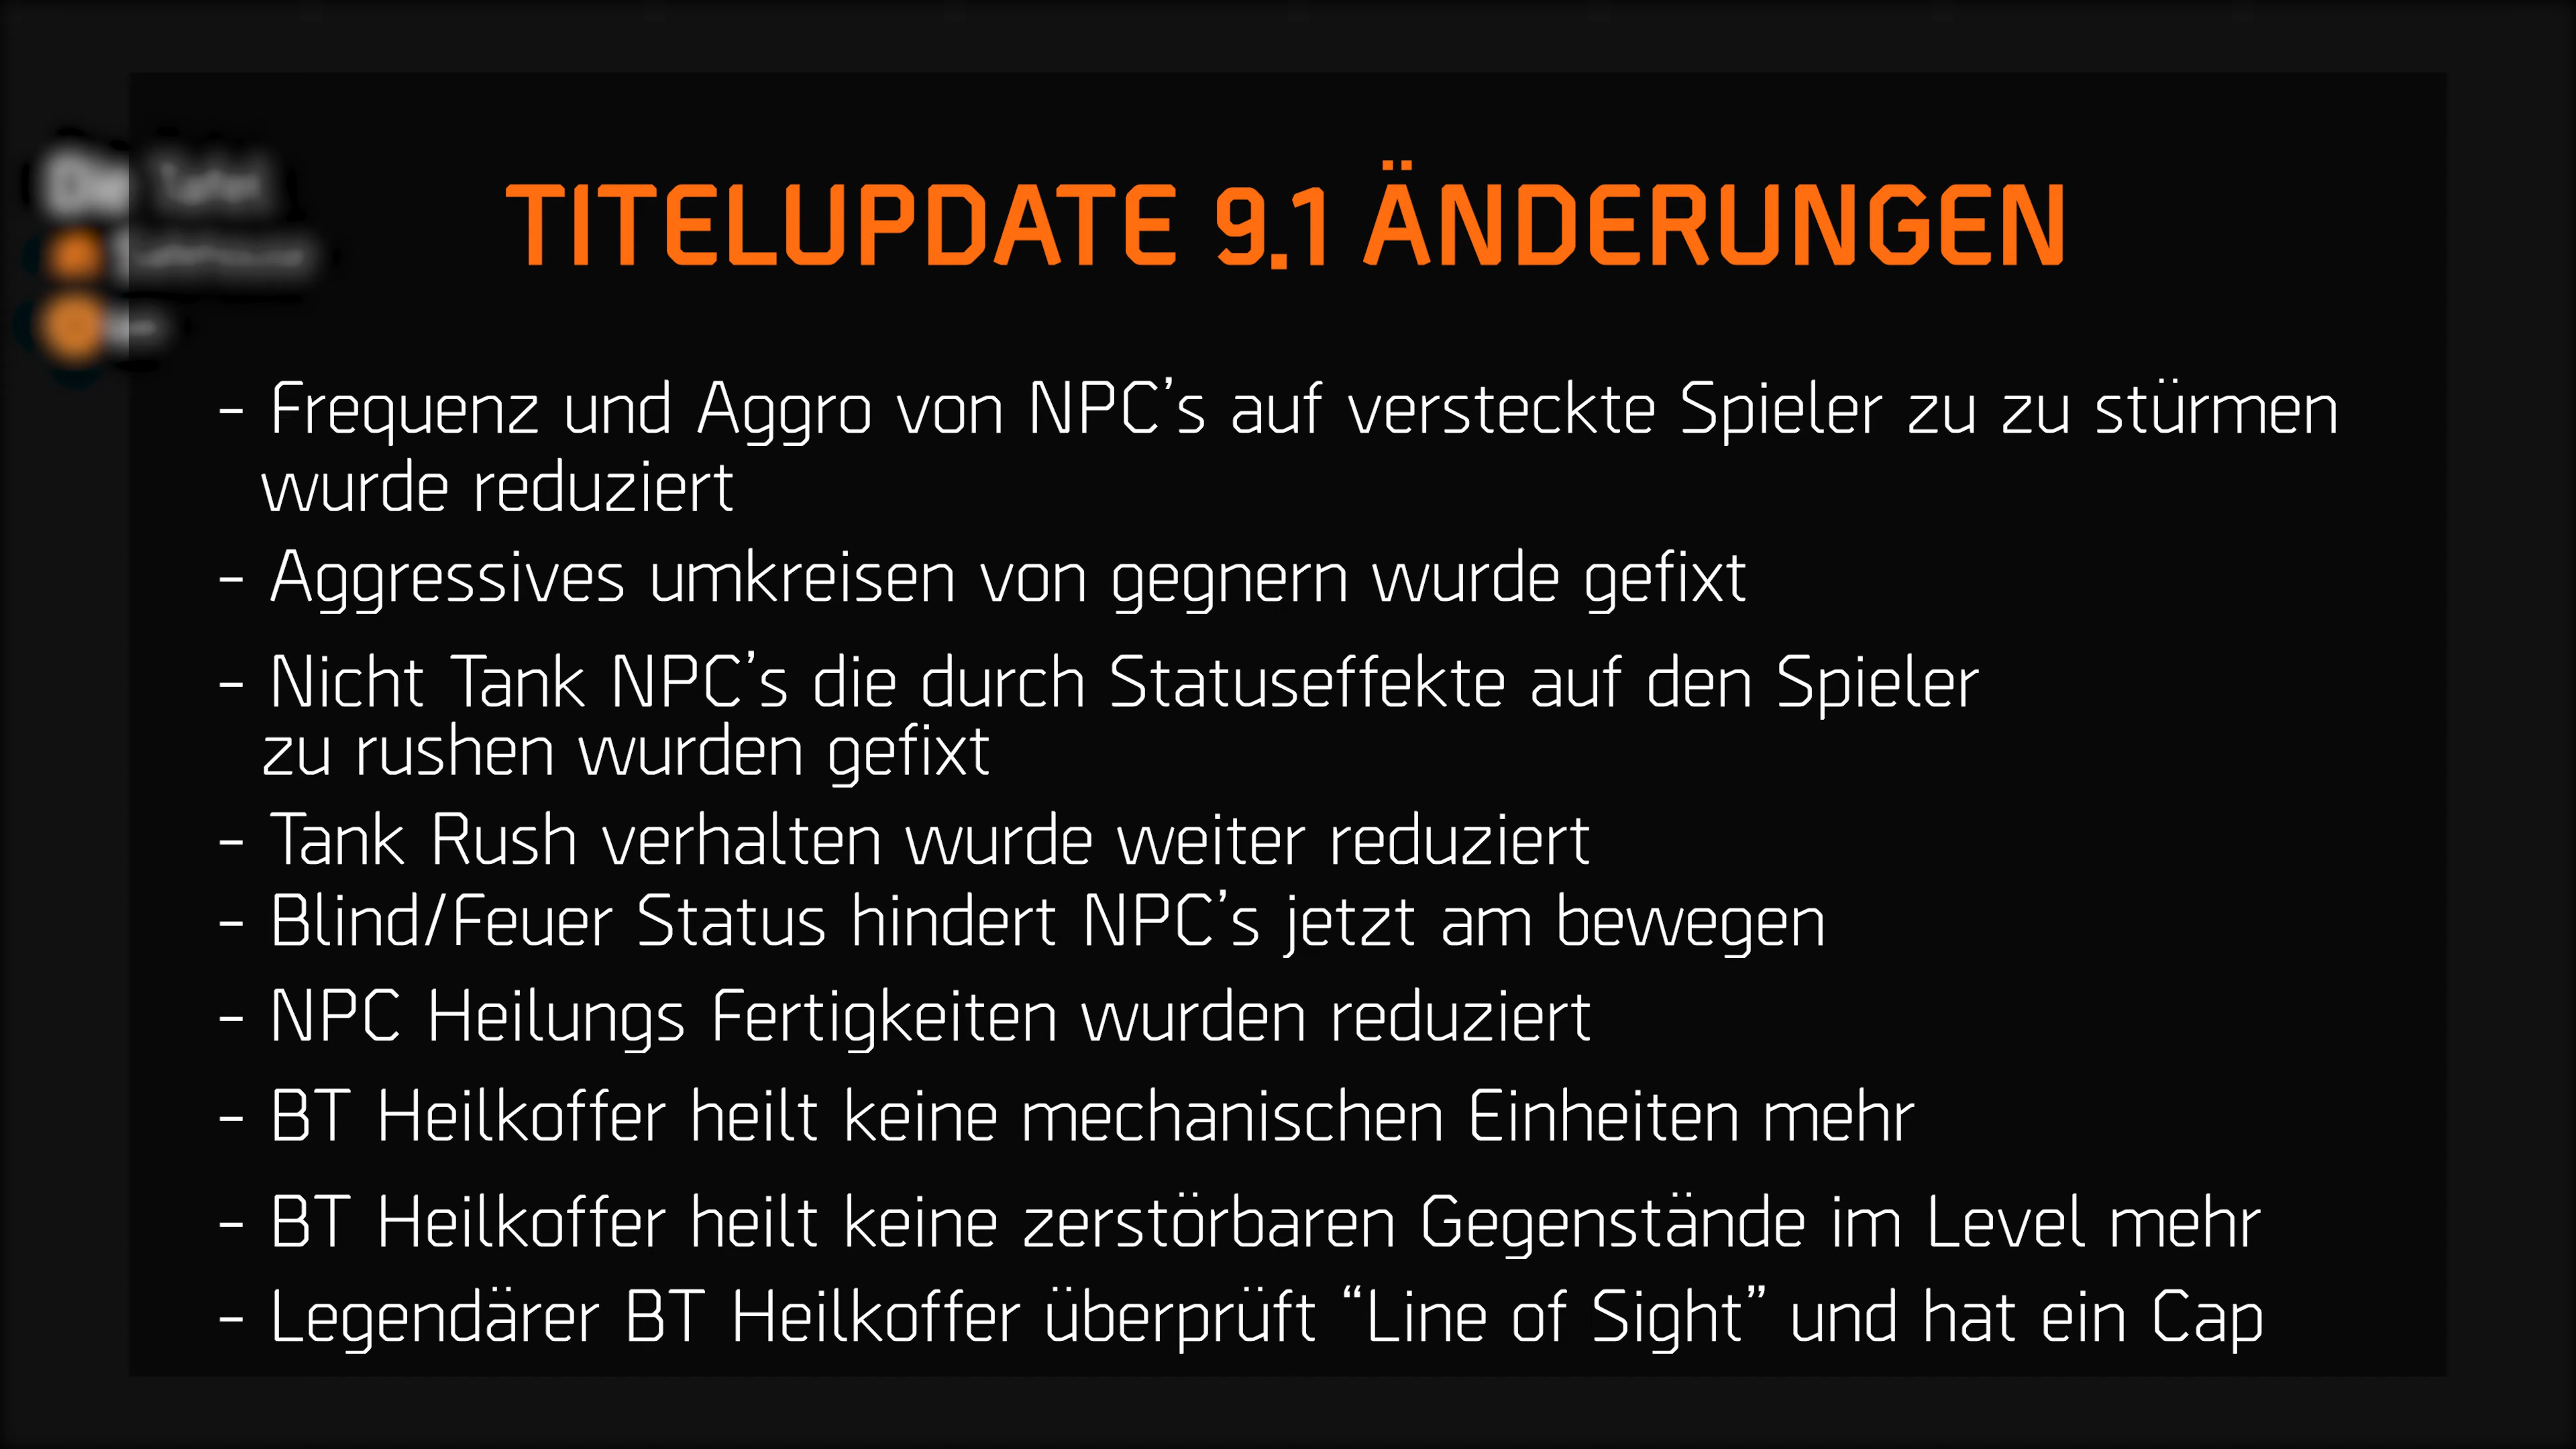 TITELUPDATE 9.1 ÄNDERUNGEN
- Frequenz und Aggro von NPC's auf versteckte Spieler zu zu stürmen
wurde reduziert
- Aggressives umkreisen von gegnern wurde gefixt
- Nicht Tank NPC's die durch Statuseffekte auf den Spieler
zu rushen wurden gefixt
- Tank Rush verhalten wurde weiter reduziert
- Blind/Feuer Status hindert NPC's jetzt am bewegen
- NPC Heilungs Fertigkeiten wurden reduziert
- BT Heilkoffer heilt keine mechanischen Einheiten mehr
- BT Heilkoffer heilt keine zerstörbaren Gegenstände im Level mehr
- Legendärer BT Heilkoffer überprüft “Line of Sight” und hat ein Cap